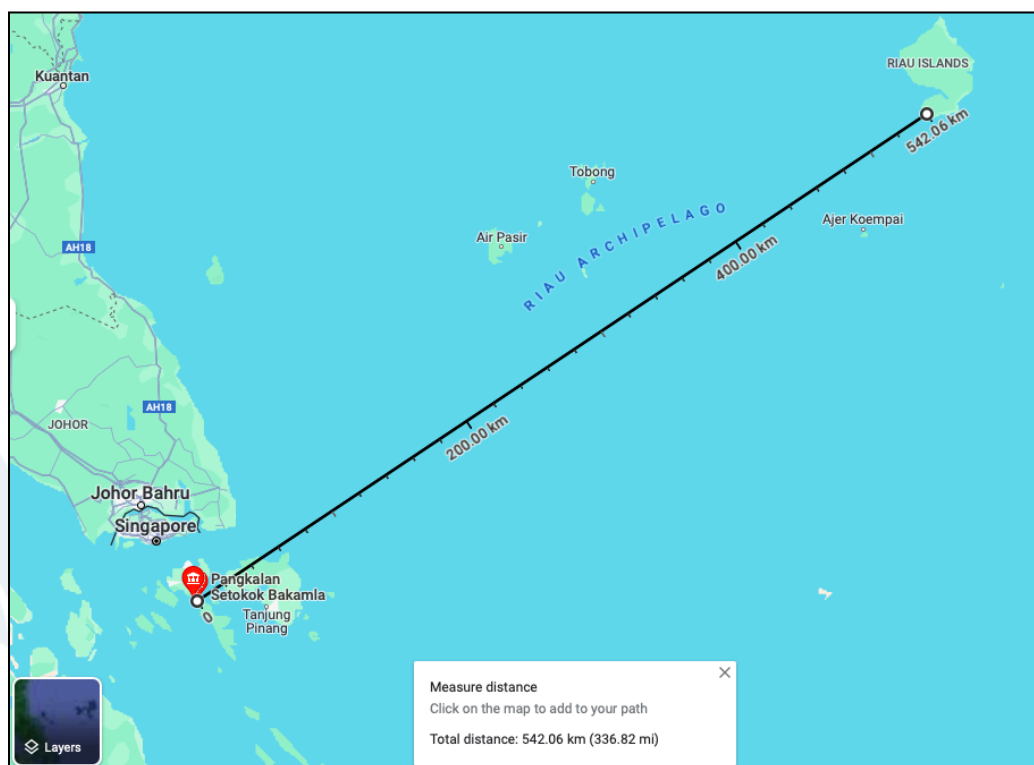 Kuantan
RIAU ISLANDS
542.06 km
Tobong
Ajer Koempai
Air Pasir
RIAU ARCHIPELAGO
AH18
400.00 km
AH18
JOHOR
200.00 km
Johor Bahru
Singapore
Pangkalan
Setokok Bakamla
0
Tanjung
Pinang
Measure distance
Click on the map to add to your path
Total distance: 542.06 km (336.82 mi)
Layers